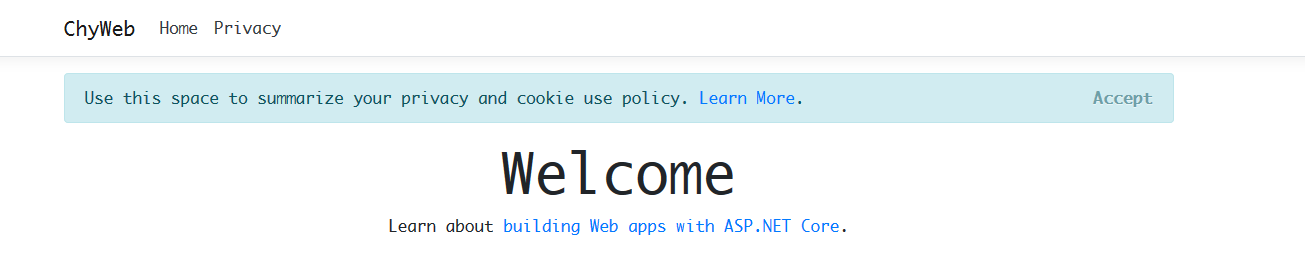 ChyWeb Home Privacy
Use this space to summarize your privacy and cookie use policy. Learn More. Accept
Welcome
Learn about building Web apps with ASP.NET Core.